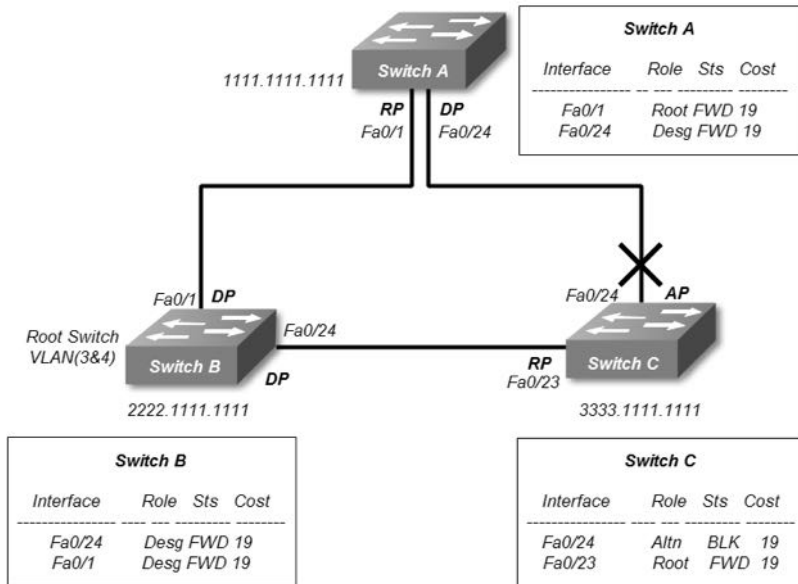 Switch A
1111.1111.1111
RP DP
Fa0/1 Fa0/24
Switch A
Interface Role Sts Cost
----------------- -- --- --------- -----
Fa0/1 Root FWD 19
Fa0/24 Desg FWD 19
Fa0/1 DP
Root Switch
VLAN(3&4)
Switch B
Fa0/24
DP
2222.1111.1111
Fa0/24 AP
Switch C
RP
Fa0/23
3333.1111.1111
Switch B
Interface Role Sts Cost
----------------- ---- --- --------- -----
Fa0/24 Desg FWD 19
Fa0/1 Desg FWD 19
Switch C
Interface Role Sts Cost
----------------- ---- --- --------- -----
Fa0/24 Altn BLK 19
Fa0/23 Root FWD 19